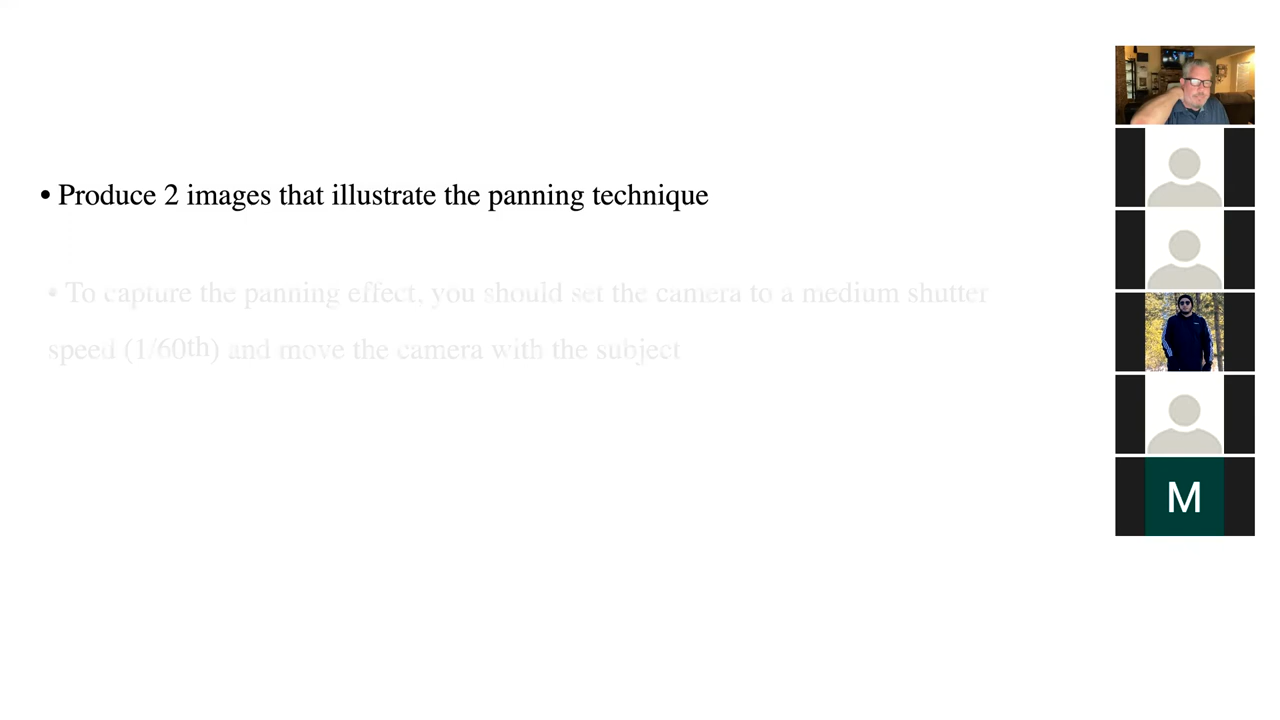 • Produce 2 images that illustrate the panning technique
• To capture the panning effect, you should set the camera to a medium shutter
speed (1/60th) and move the camera with the subject
M